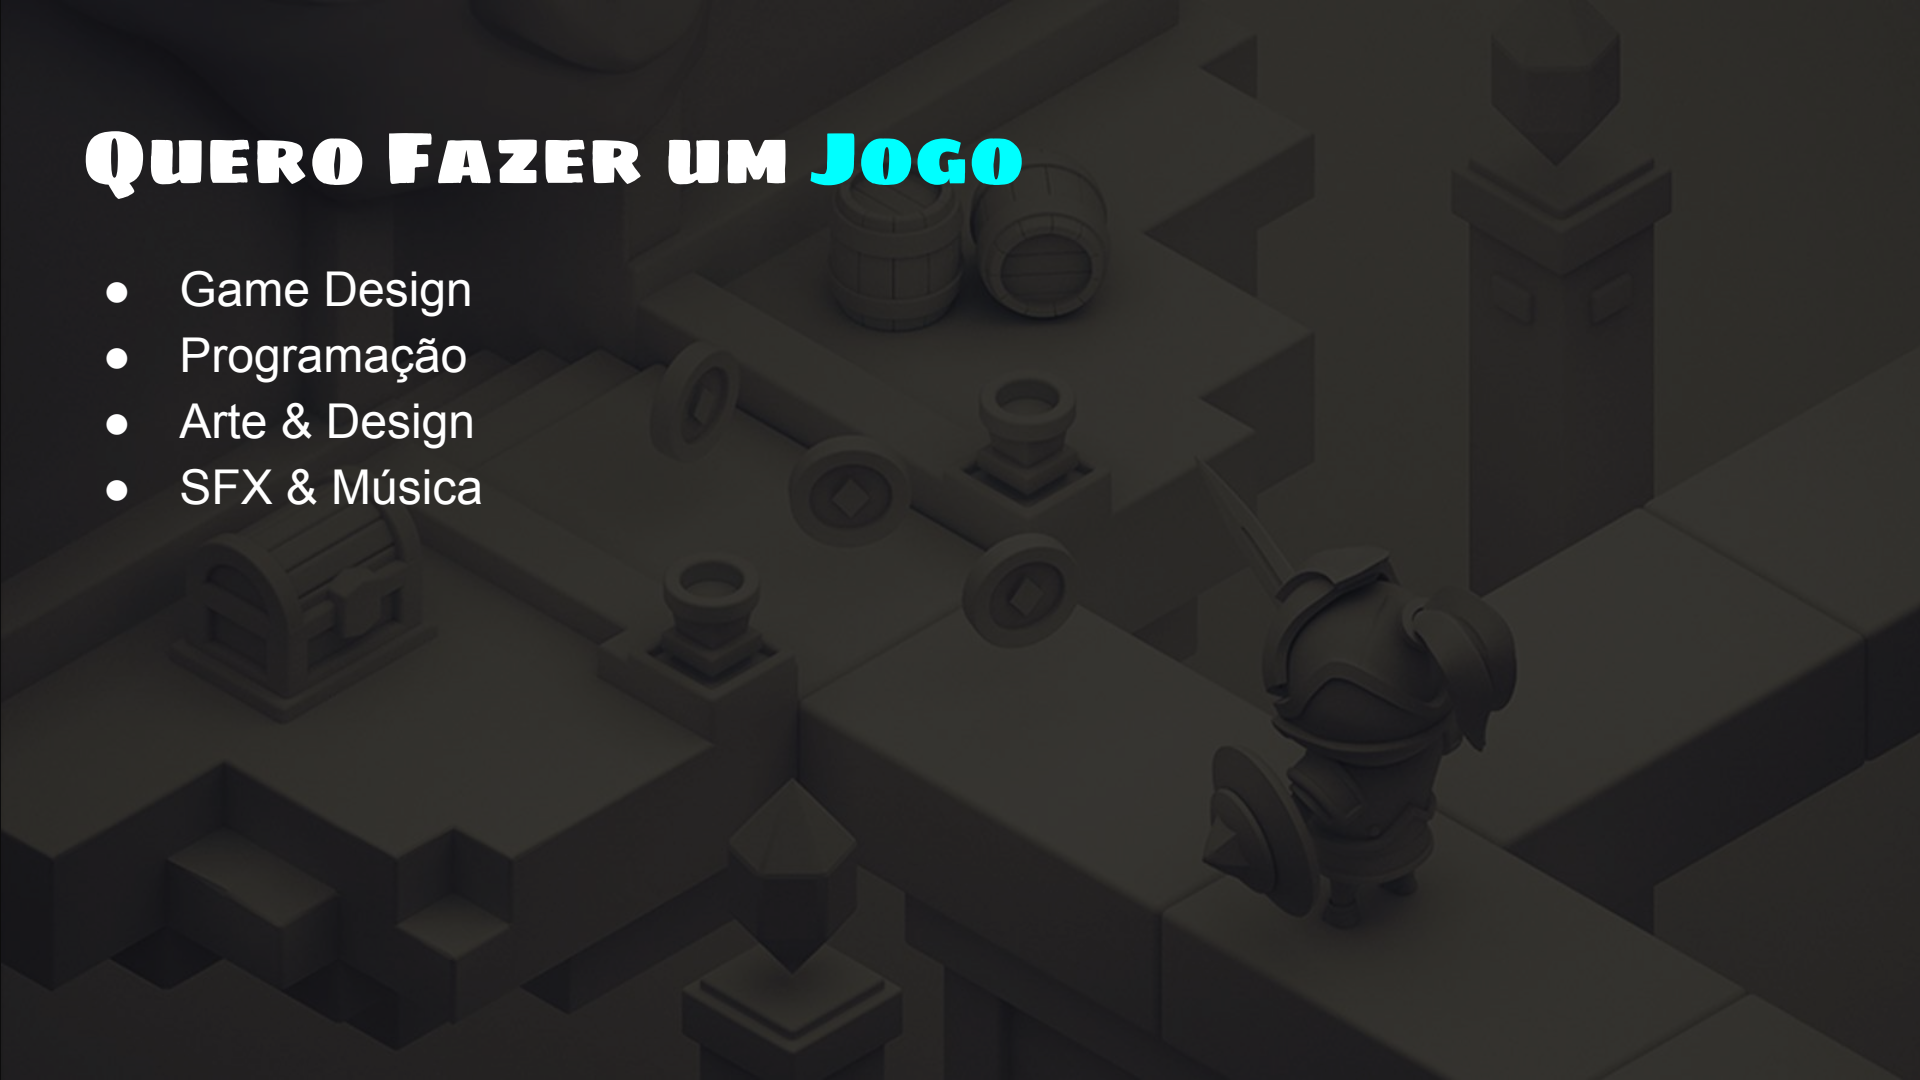 Quero Fazer um Jogo
● Game Design
● Programação
● Arte & Design
● SFX & Música